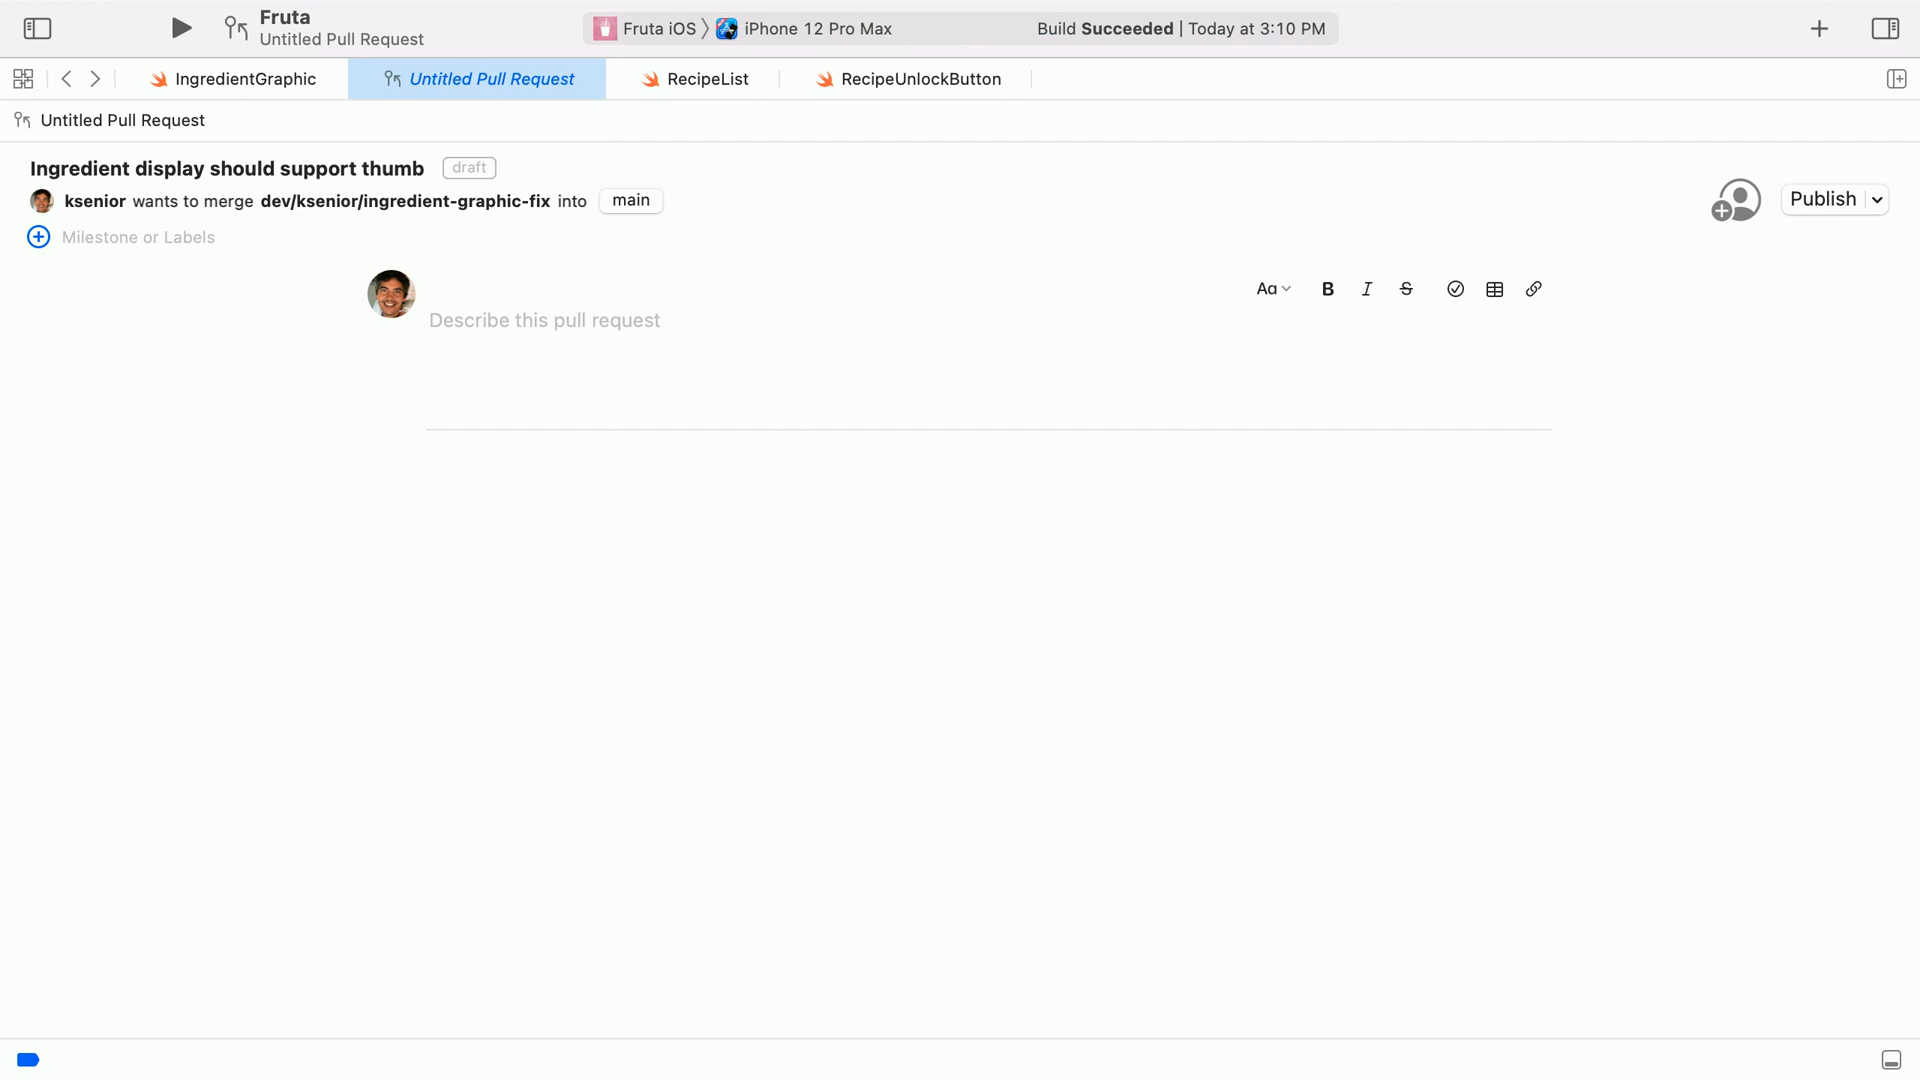 Fruta
Untitled Pull Request
Fruta iOS 〉 iPhone 12 Pro Max
Build Succeeded | Today at 3:10 PM
IngredientGraphic
Untitled Pull Request
RecipeList
RecipeUnlockButton
Untitled Pull Request
Ingredient display should support thumb
draft
ksenior wants to merge dev/ksenior/ingredient-graphic-fix into main
Publish
Milestone or Labels
Aa B I S
Describe this pull request